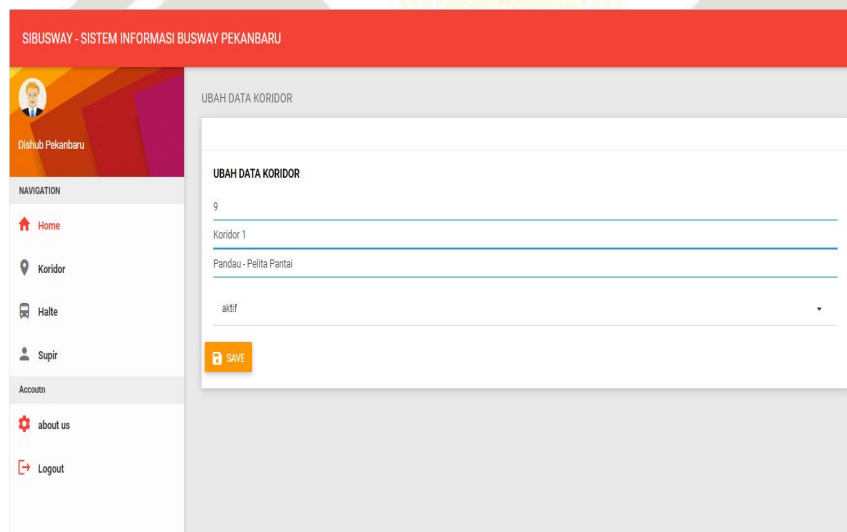 SIBUSWAY - SISTEM INFORMASI BUSWAY PEKANBARU
Dishub Pekanbaru
NAVIGATION
Home
Koridor
Halte
Supir
Accoutn
about us
Logout
UBAH DATA KORIDOR
UBAH DATA KORIDOR
9
Koridor 1
Pandau - Pelita Pantai
aktif
SAVE